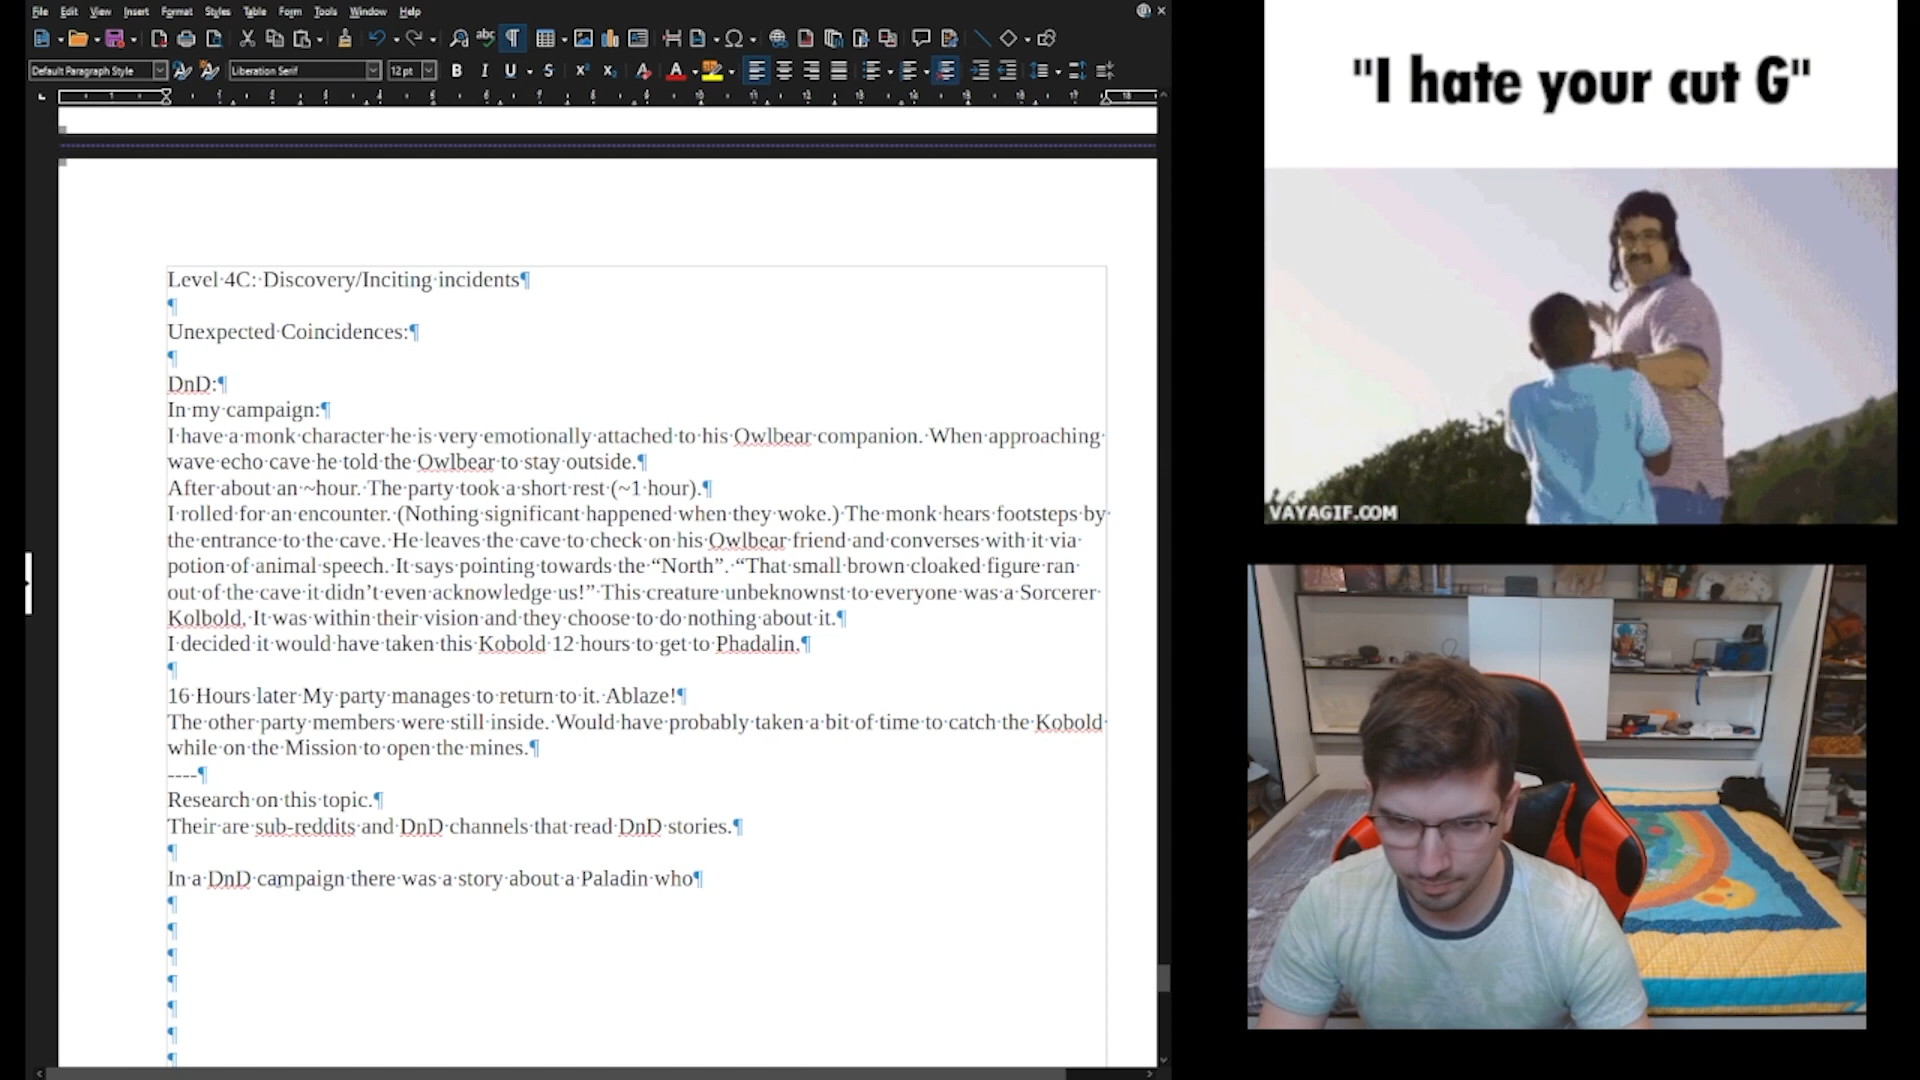 File Edit View Insert Format Styles Table Form Tools Window Help
Default Paragraph Style Liberation Serif 12 pt
Level 4C: Discovery/Inciting incidents¶
¶
Unexpected Coincidences:¶
¶
DnD:¶
In my campaign:¶
I have a monk character he is very emotionally attached to his Owlbear companion. When approaching
wave echo cave he told the Owlbear to stay outside.¶
After about an ~hour. The party took a short rest (~1 hour).¶
I rolled for an encounter. (Nothing significant happened when they woke.) The monk hears footsteps by
the entrance to the cave. He leaves the cave to check on his Owlbear friend and converses with it via
potion of animal speech. It says pointing towards the “North”. “That small brown cloaked figure ran
out of the cave it didn’t even acknowledge us!” This creature unbeknownst to everyone was a Sorcerer
Kolbold. It was within their vision and they choose to do nothing about it.¶
I decided it would have taken this Kobold 12 hours to get to Phadalin.¶
¶
16 Hours later My party manages to return to it. Ablaze!¶
The other party members were still inside. Would have probably taken a bit of time to catch the Kobold
while on the Mission to open the mines.¶
----¶
Research on this topic.¶
Their are sub-reddits and DnD channels that read DnD stories.¶
¶
In a DnD campaign there was a story about a Paladin who¶
¶
¶
¶
¶
¶
¶
¶
"I hate your cut G"
VAYAGIF.COM